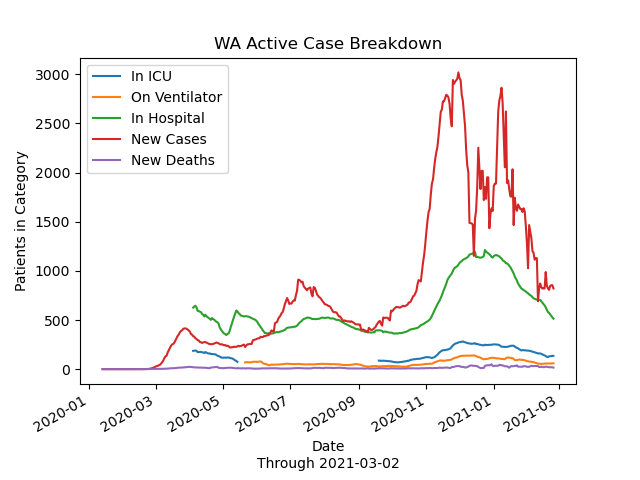 WA Active Case Breakdown
In ICU
On Ventilator
In Hospital
New Cases
New Deaths
Patients in Category
3000
2500
2000
1500
1000
500
0
2020-01
2020-03
2020-05
2020-07
2020-09
2020-11
2021-01
2021-03
Date
Through 2021-03-02